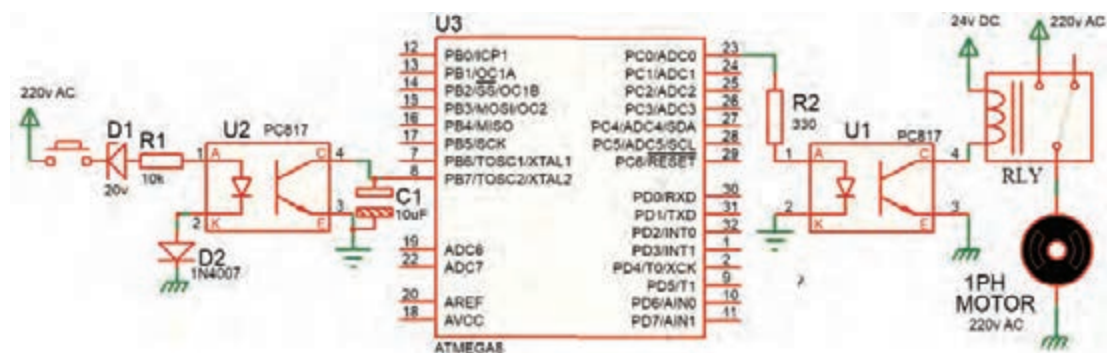 U3
220v AC
D1
20v
R1
10k
U2
PC817
1
A
2
K
C
4
E
3
D2
1N4007
C1
10uF
12 PB0/ICP1
13 PB1/OC1A
14 PB2/SS/OC1B
15 PB3/MOSI/OC2
16 PB4/MISO
17 PB5/SCK
7 PB6/TOSC1/XTAL1
8 PB7/TOSC2/XTAL2
19 ADC6
22 ADC7
20 AREF
18 AVCC
PC0/ADC0 23
PC1/ADC1 24
PC2/ADC2 25
PC3/ADC3 26
PC4/ADC4/SDA 27
PC5/ADC5/SCL 28
PC6/RESET 29
PD0/RXD 30
PD1/TXD 31
PD2/INT0 32
PD3/INT1 1
PD4/T0/XCK 2
PD5/T1 9
PD6/AIN0 10
PD7/AIN1 11
ATMEGA8
R2
330
U1
PC817
1
A
2
K
C
4
E
3
24v DC
220v AC
RLY
1PH
MOTOR
220v AC